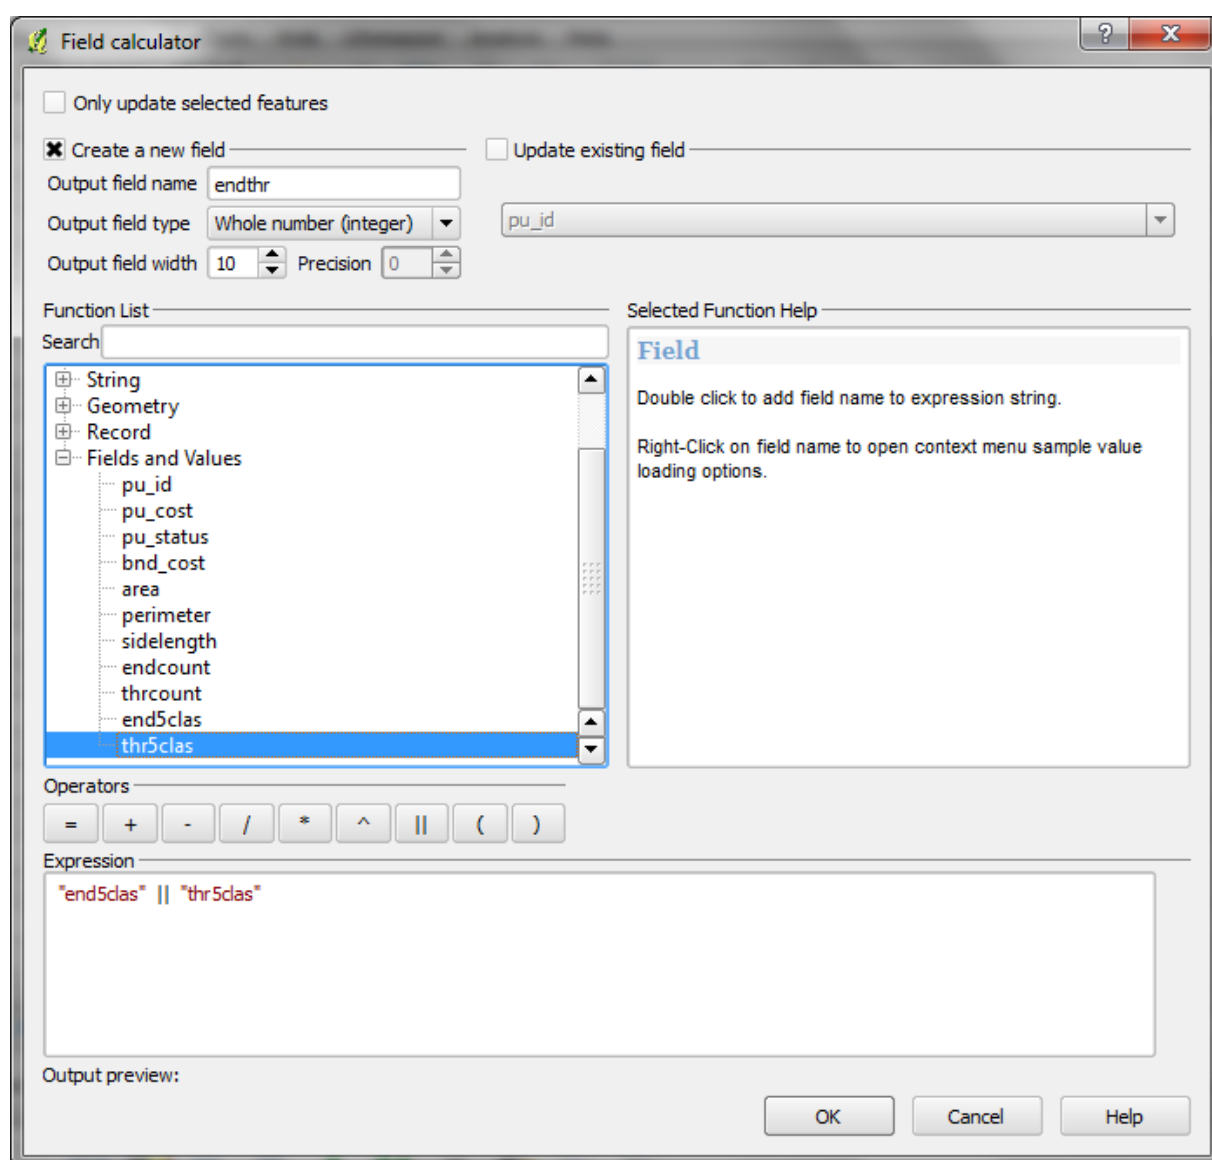 Field calculator
Only update selected features
Create a new field
Update existing field
Output field name endthr
Output field type Whole number (integer)
pu_id
Output field width 10 Precision 0
Function List
Selected Function Help
Search
Field
String
Geometry
Record
Fields and Values
pu_id
pu_cost
pu_status
bnd_cost
area
perimeter
sidelength
endcount
thrcount
end5clas
thr5clas
Double click to add field name to expression string.
Right-Click on field name to open context menu sample value
loading options.
Operators
= + - / * ^ || ( )
Expression
"end5clas" || "thr5clas"
Output preview:
OK Cancel Help